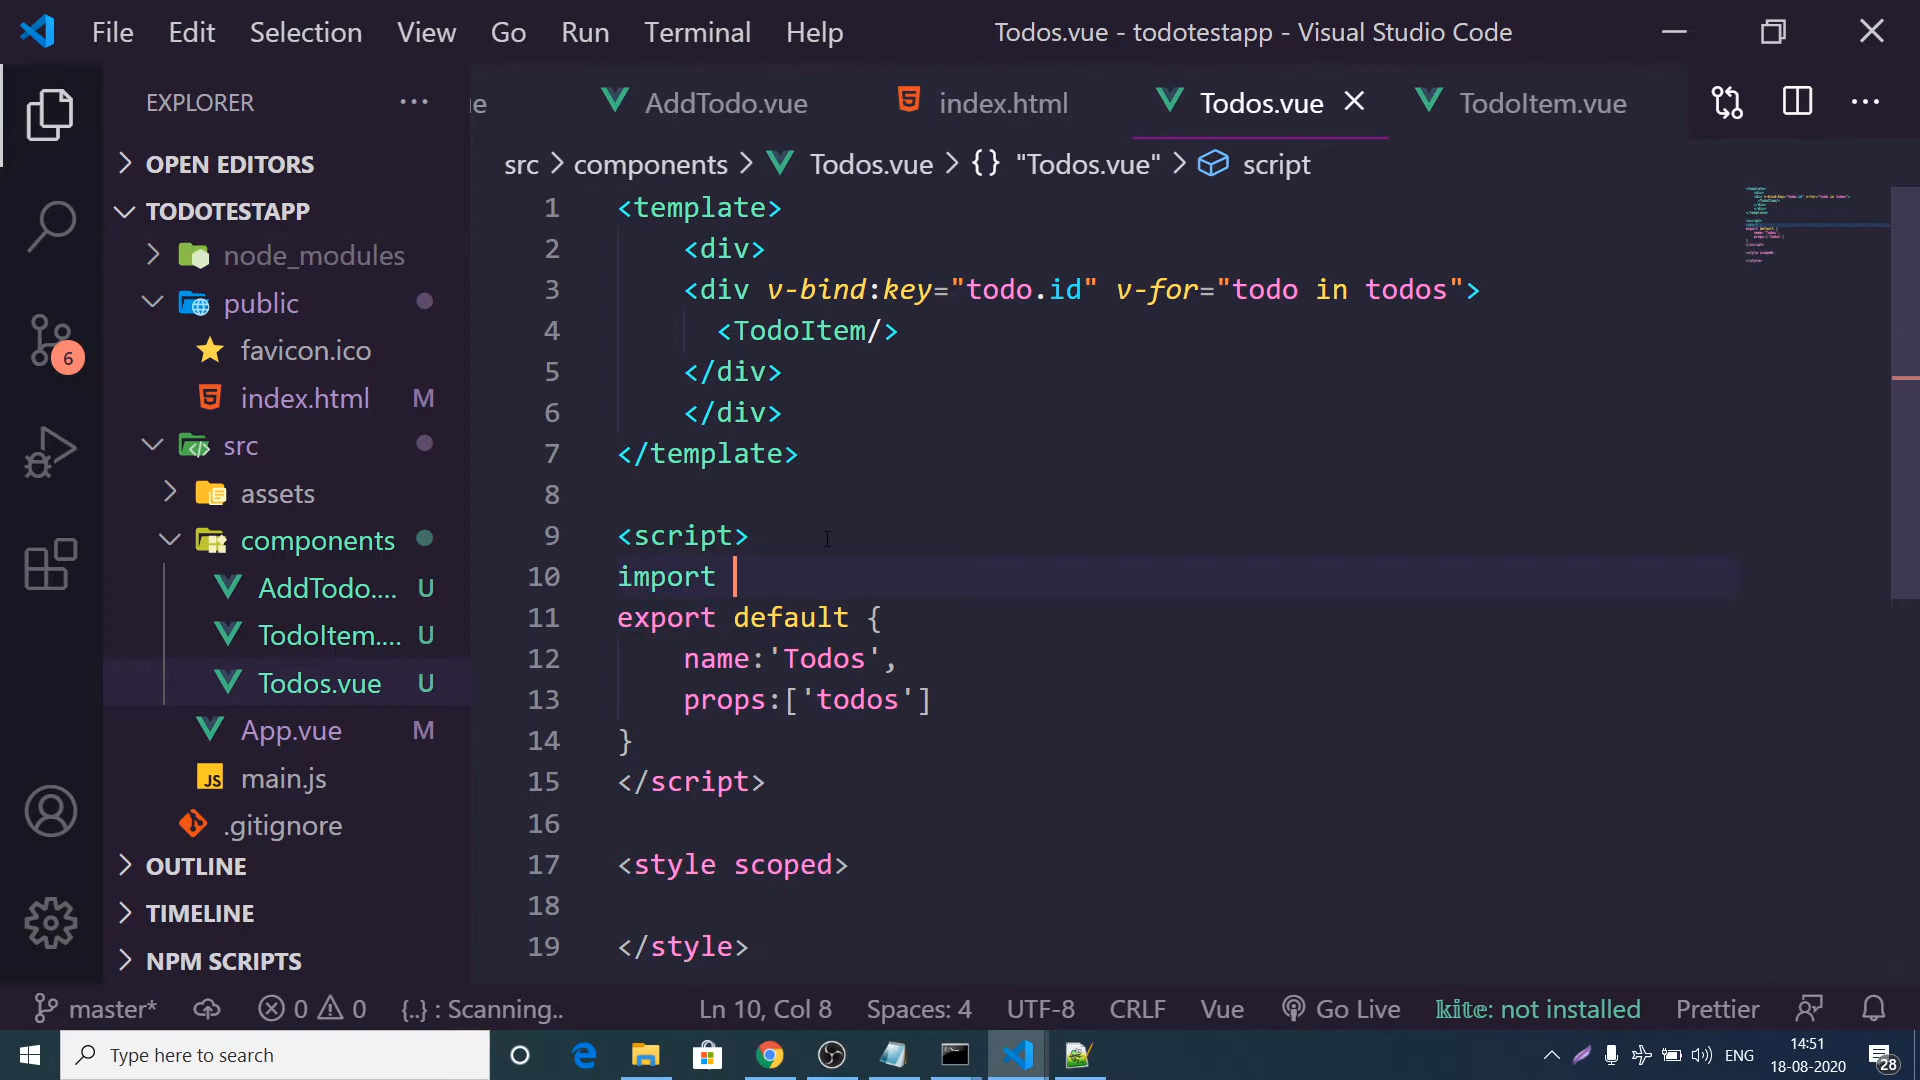 File Edit Selection View Go Run Terminal Help
Todos.vue - todotestapp - Visual Studio Code
EXPLORER
AddTodo.vue
index.html
Todos.vue
TodoItem.vue
OPEN EDITORS
TODOTESTAPP
node_modules
public
favicon.ico
index.html M
src
assets
components
AddTodo.... U
TodoItem.... U
Todos.vue U
App.vue M
main.js
.gitignore
OUTLINE
TIMELINE
NPM SCRIPTS
6
src > components > Todos.vue > {} "Todos.vue" > script
1 <template>
2 <div>
3 <div v-bind:key="todo.id" v-for="todo in todos">
4 <TodoItem/>
5 </div>
6 </div>
7 </template>
8
9 <script>
10 import
11 export default {
12 name:'Todos',
13 props:['todos']
14 }
15 </script>
16
17 <style scoped>
18
19 </style>
master* 0 0 {..} : Scanning.. Ln 10, Col 8 Spaces: 4 UTF-8 CRLF Vue Go Live kite: not installed Prettier
Type here to search
ENG
14:51
18-08-2020
28